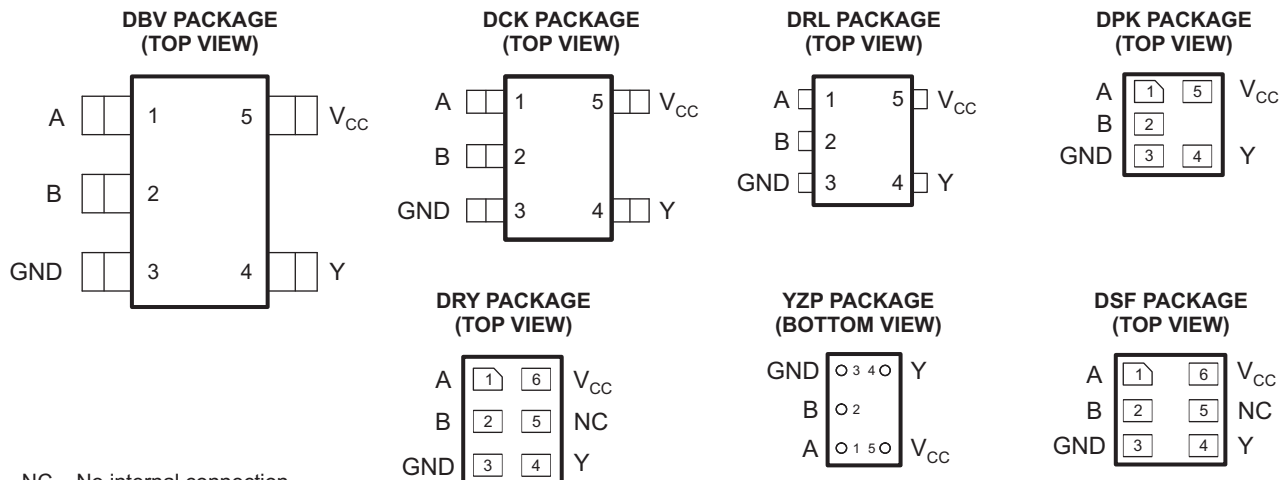 DBV PACKAGE
(TOP VIEW)
A 1 5 VCC
B 2
GND 3 4 Y
DCK PACKAGE
(TOP VIEW)
A 1 5 VCC
B 2
GND 3 4 Y
DRL PACKAGE
(TOP VIEW)
A 1 5 VCC
B 2
GND 3 4 Y
DPK PACKAGE
(TOP VIEW)
A 1 5 VCC
B 2
GND 3 4 Y
DRY PACKAGE
(TOP VIEW)
A 1 6 VCC
B 2 5 NC
GND 3 4 Y
YZP PACKAGE
(BOTTOM VIEW)
GND 3 4 Y
B 2
A 1 5 VCC
DSF PACKAGE
(TOP VIEW)
A 1 6 VCC
B 2 5 NC
GND 3 4 Y
NC – No internal connection